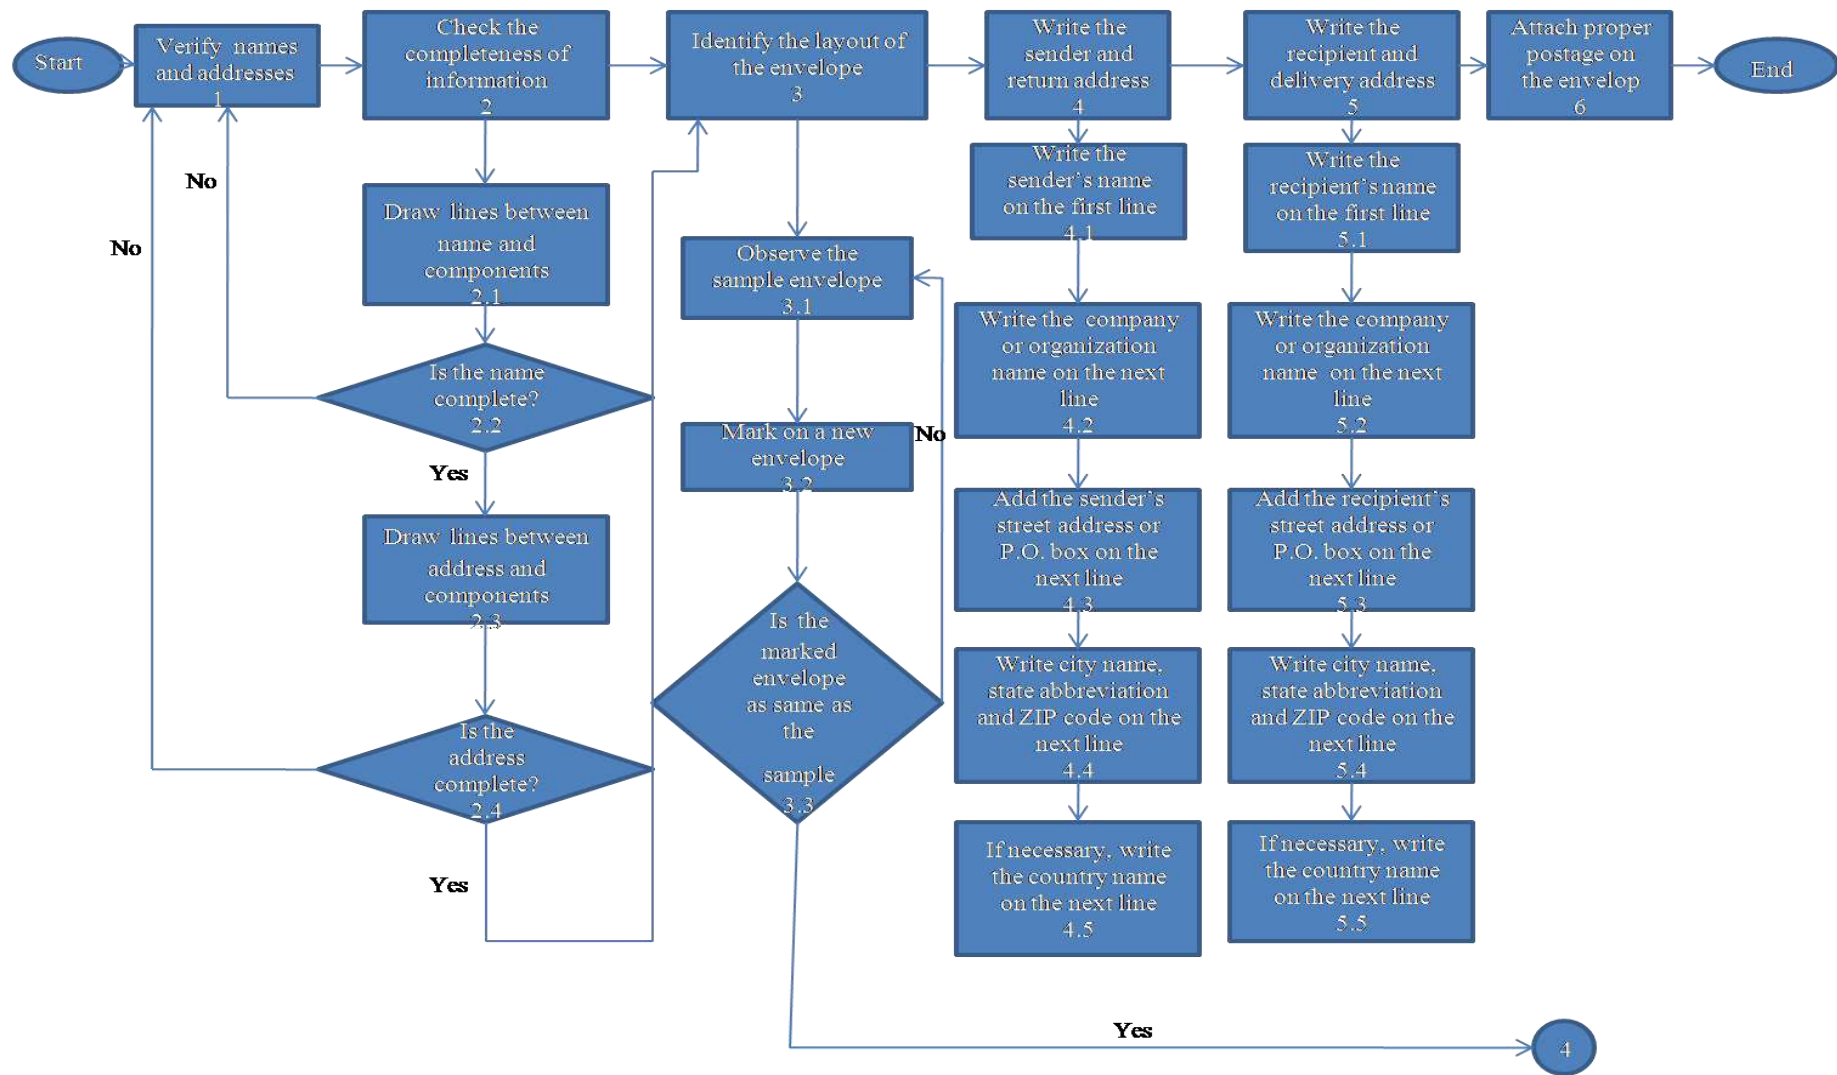 Start
Verify names
and addresses
1
Check the
completeness of
information
2
Identify the layout of
the envelope
3
Write the
sender and
return address
4
Write the
recipient and
delivery address
5
Attach proper
postage on
the envelop
6
End
No
No
Draw lines between
name and
components
2.1
Is the name
complete?
2.2
Yes
Draw lines between
address and
components
2.3
Is the
address
complete?
2.4
Yes
Observe the
sample envelope
3.1
Mark on a new
envelope
3.2
No
Is the
marked
envelope
as same as
the
sample
3.3
Yes
4
Write the
sender's name
on the first line
4.1
Write the company
or organization
name on the next
line
4.2
Add the sender's
street address or
P.O. box on the
next line
4.3
Write city name,
state abbreviation
and ZIP code on the
next line
4.4
If necessary, write
the country name
on the next line
4.5
Write the
recipient's name
on the first line
5.1
Write the company
or organization
name on the next
line
5.2
Add the recipient's
street address or
P.O. box on the
next line
5.3
Write city name,
state abbreviation
and ZIP code on the
next line
5.4
If necessary, write
the country name
on the next line
5.5